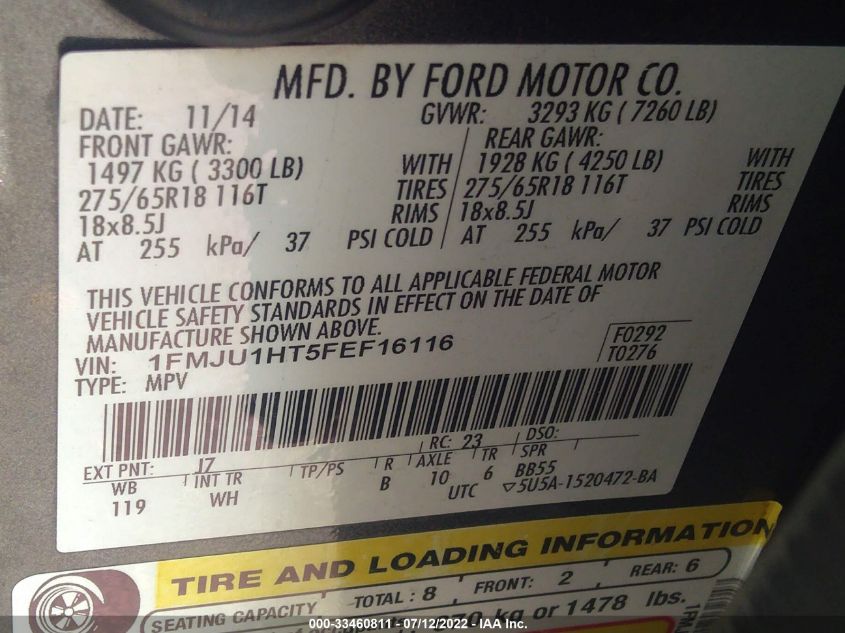 MFD. BY FORD MOTOR CO.
DATE: 11/14 GVWR: 3293 KG ( 7260 LB)
FRONT GAWR: REAR GAWR:
1497 KG ( 3300 LB) WITH 1928 KG ( 4250 LB) WITH
275/65R18 116T TIRES 275/65R18 116T TIRES
18x8.5J RIMS 18x8.5J RIMS
AT 255 kPa/ 37 PSI COLD AT 255 kPa/ 37 PSI COLD
THIS VEHICLE CONFORMS TO ALL APPLICABLE FEDERAL MOTOR
VEHICLE SAFETY STANDARDS IN EFFECT ON THE DATE OF
MANUFACTURE SHOWN ABOVE.
VIN: 1FMJU1HT5FEF16116 F0292
TYPE: MPV T0276
EXT PNT: J7 RC: 23 DSO:
WB INT TR TP/PS R AXLE TR SPR
119 WH B 10 6 BB55
UTC ▽5U5A-1520472-BA
TIRE AND LOADING INFORMATION
SEATING CAPACITY TOTAL : 8 FRONT: 2 REAR: 6
kg or 1478 lbs.
000-33460811 - 07/12/2022 - IAA Inc.